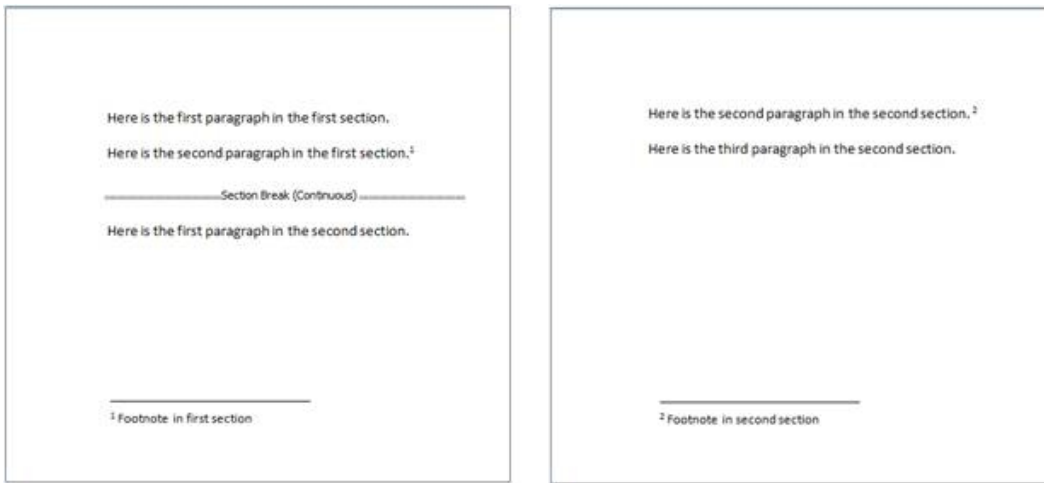 Here is the first paragraph in the first section.
Here is the second paragraph in the first section.¹
Section Break (Continuous)
Here is the first paragraph in the second section.
¹ Footnote in first section
Here is the second paragraph in the second section. ²
Here is the third paragraph in the second section.
² Footnote in second section